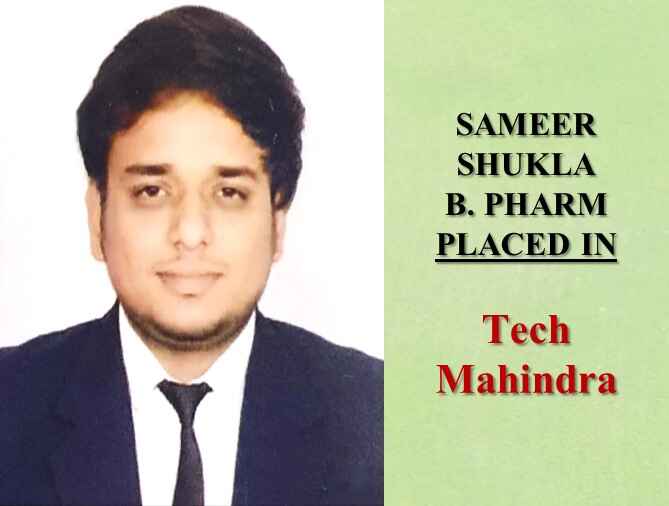 SAMEER
SHUKLA
B. PHARM
PLACED IN
Tech
Mahindra